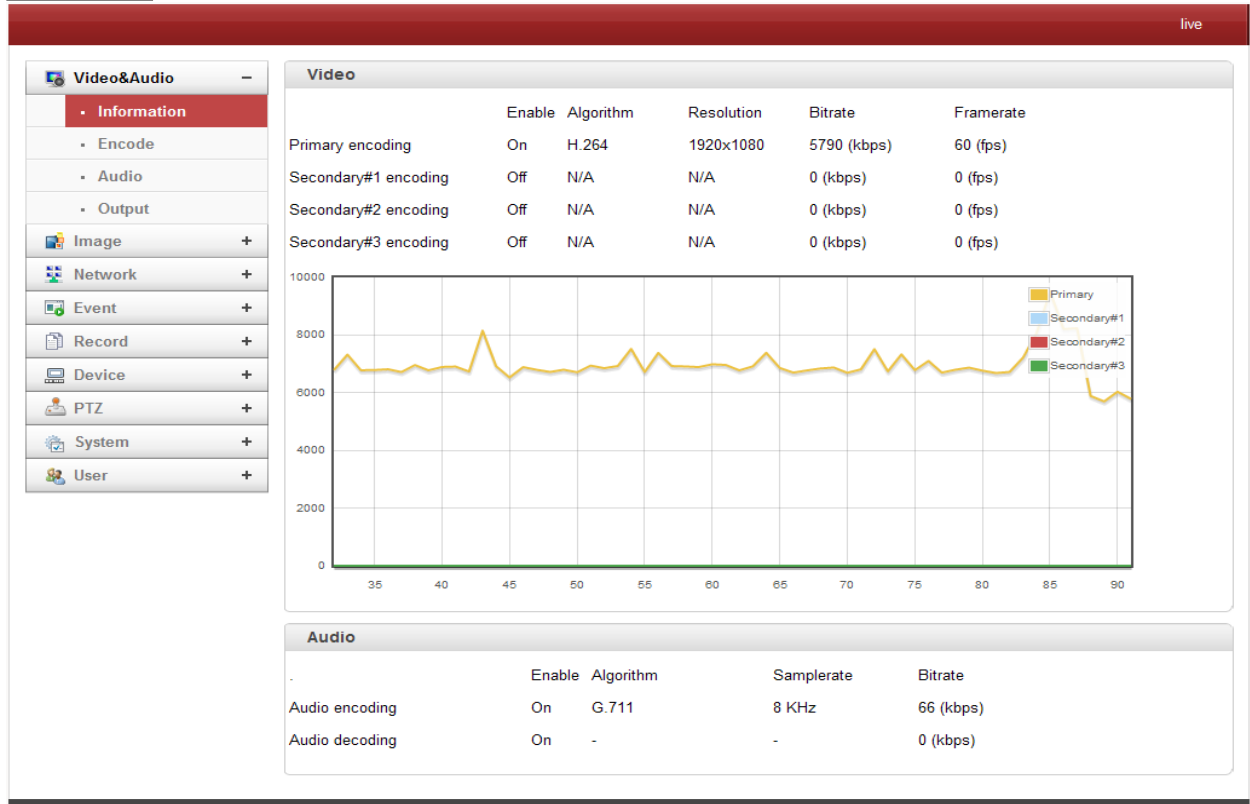 live
Video&Audio −
Information
Encode
Audio
Output
Image +
Network +
Event +
Record +
Device +
PTZ +
System +
User +
Video
Enable Algorithm Resolution Bitrate Framerate
Primary encoding On H.264 1920x1080 5790 (kbps) 60 (fps)
Secondary#1 encoding Off N/A N/A 0 (kbps) 0 (fps)
Secondary#2 encoding Off N/A N/A 0 (kbps) 0 (fps)
Secondary#3 encoding Off N/A N/A 0 (kbps) 0 (fps)
10000
8000
6000
4000
2000
0
Primary
Secondary#1
Secondary#2
Secondary#3
35 40 45 50 55 60 65 70 75 80 85 90
Audio
. Enable Algorithm Samplerate Bitrate
Audio encoding On G.711 8 KHz 66 (kbps)
Audio decoding On - - 0 (kbps)